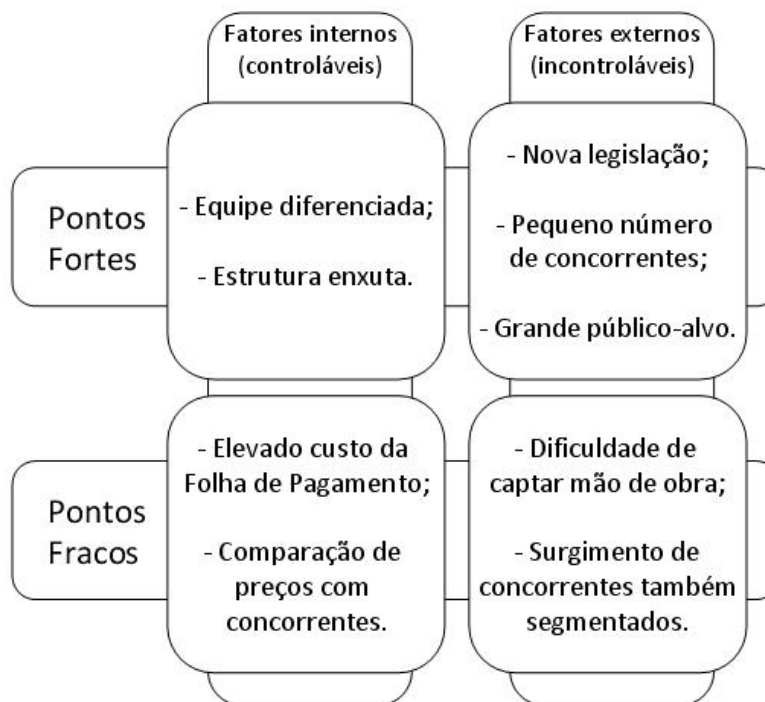 Fatores internos
(controláveis)
Fatores externos
(incontroláveis)
Pontos
Fortes
- Equipe diferenciada;
- Estrutura enxuta.
- Nova legislação;
- Pequeno número
de concorrentes;
- Grande público-alvo.
Pontos
Fracos
- Elevado custo da
Folha de Pagamento;
- Comparação de
preços com
concorrentes.
- Dificuldade de
captar mão de obra;
- Surgimento de
concorrentes também
segmentados.